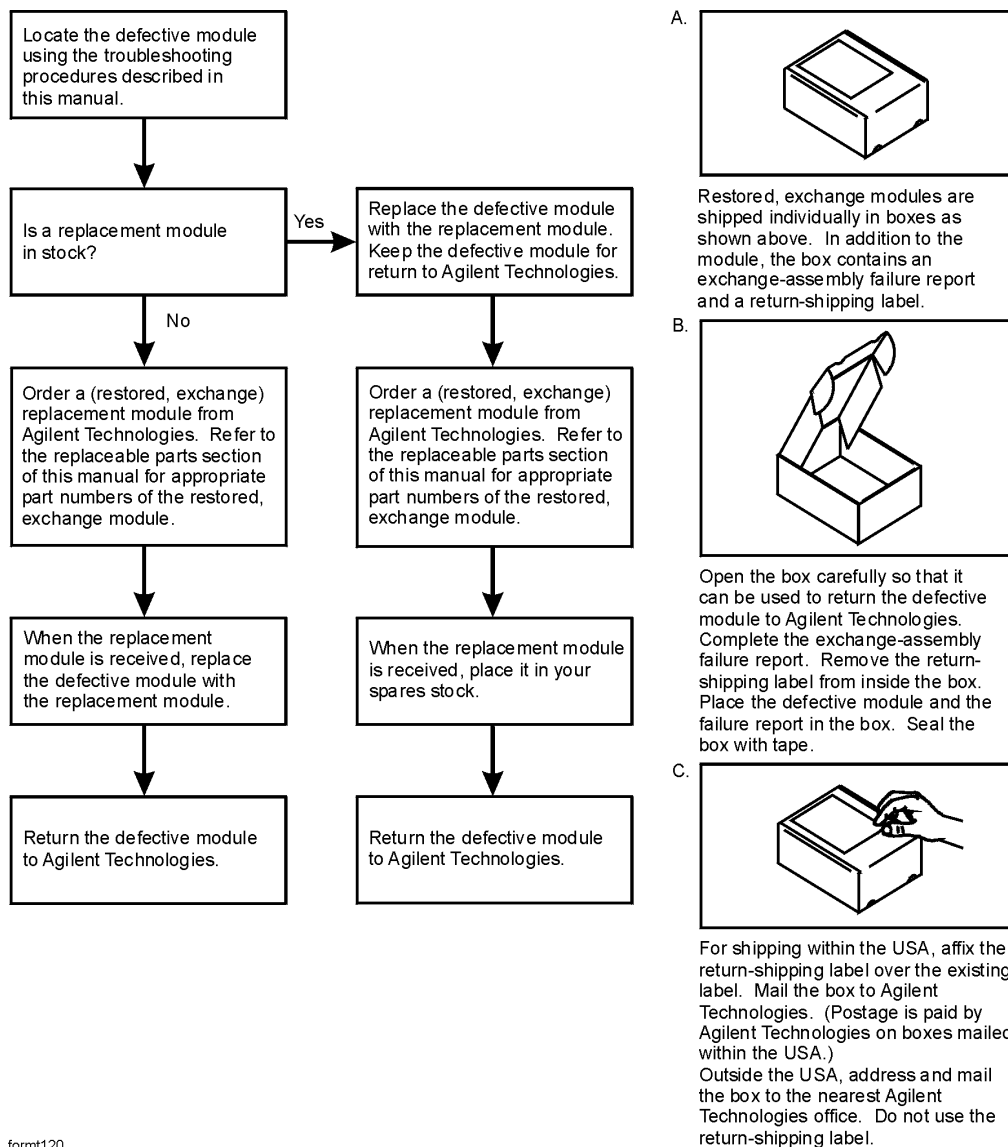 Locate the defective module
using the troubleshooting
procedures described in
this manual.
Is a replacement module
in stock?
Yes
Replace the defective module
with the replacement module.
Keep the defective module for
return to Agilent Technologies.
No
Order a (restored, exchange)
replacement module from
Agilent Technologies. Refer to
the replaceable parts section
of this manual for appropriate
part numbers of the restored,
exchange module.
Order a (restored, exchange)
replacement module from
Agilent Technologies. Refer to
the replaceable parts section
of this manual for appropriate
part numbers of the restored,
exchange module.
When the replacement
module is received, replace
the defective module with
the replacement module.
When the replacement module
is received, place it in your
spares stock.
Return the defective module
to Agilent Technologies.
Return the defective module
to Agilent Technologies.
A.
Restored, exchange modules are
shipped individually in boxes as
shown above. In addition to the
module, the box contains an
exchange-assembly failure report
and a return-shipping label.
B.
Open the box carefully so that it
can be used to return the defective
module to Agilent Technologies.
Complete the exchange-assembly
failure report. Remove the return-
shipping label from inside the box.
Place the defective module and the
failure report in the box. Seal the
box with tape.
C.
For shipping within the USA, affix the
return-shipping label over the existing
label. Mail the box to Agilent
Technologies. (Postage is paid by
Agilent Technologies on boxes mailed
within the USA.)
Outside the USA, address and mail
the box to the nearest Agilent
Technologies office. Do not use the
return-shipping label.
formt120